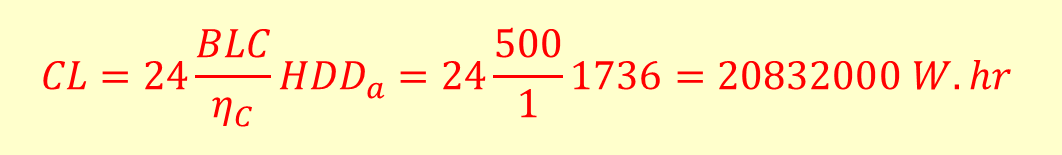 CL = 24 BLC/η_C HDD_a = 24 500/1 1736 = 20832000 W.hr